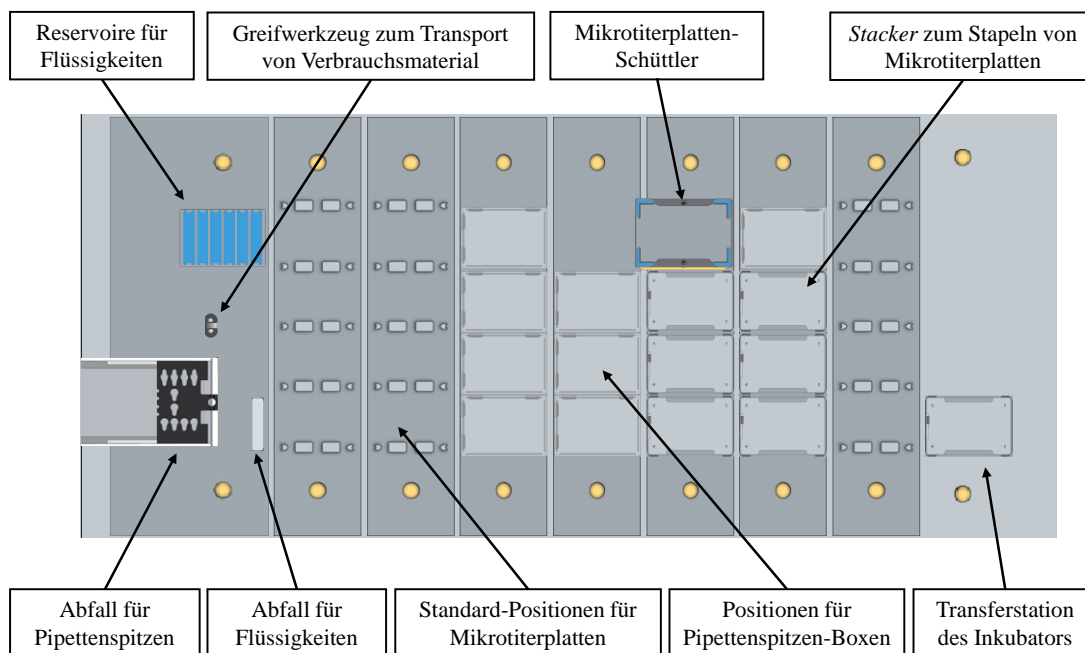 Reservoire für
Flüssigkeiten
Greifwerkzeug zum Transport
von Verbrauchsmaterial
Mikrotiterplatten-
Schüttler
Stacker zum Stapeln von
Mikrotiterplatten
Abfall für
Pipettenspitzen
Abfall für
Flüssigkeiten
Standard-Positionen für
Mikrotiterplatten
Positionen für
Pipettenspitzen-Boxen
Transferstation
des Inkubators